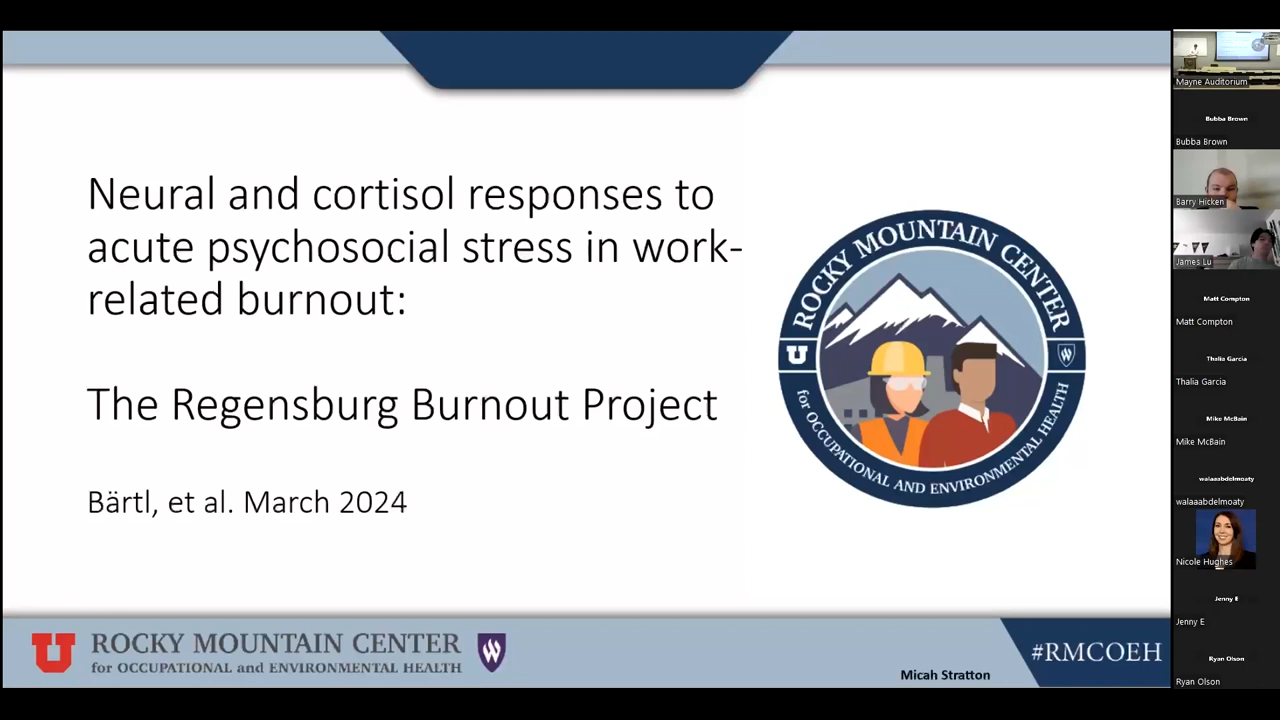 Neural and cortisol responses to
acute psychosocial stress in work-
related burnout:
The Regensburg Burnout Project
Bärtl, et al. March 2024
ROCKY MOUNTAIN CENTER
for OCCUPATIONAL AND ENVIRONMENTAL HEALTH
U
W
U
ROCKY MOUNTAIN CENTER
for OCCUPATIONAL and ENVIRONMENTAL HEALTH
W
Micah Stratton
#RMCOEH
Mayne Auditorium
Bubba Brown
Bubba Brown
Barry Hicken
James Lu
Matt Compton
Matt Compton
Thalia Garcia
Thalia Garcia
Mike McBain
Mike McBain
walaaabdelmoaty
walaaabdelmoaty
Nicole Hughes
Jenny E
Jenny E
Ryan Olson
Ryan Olson